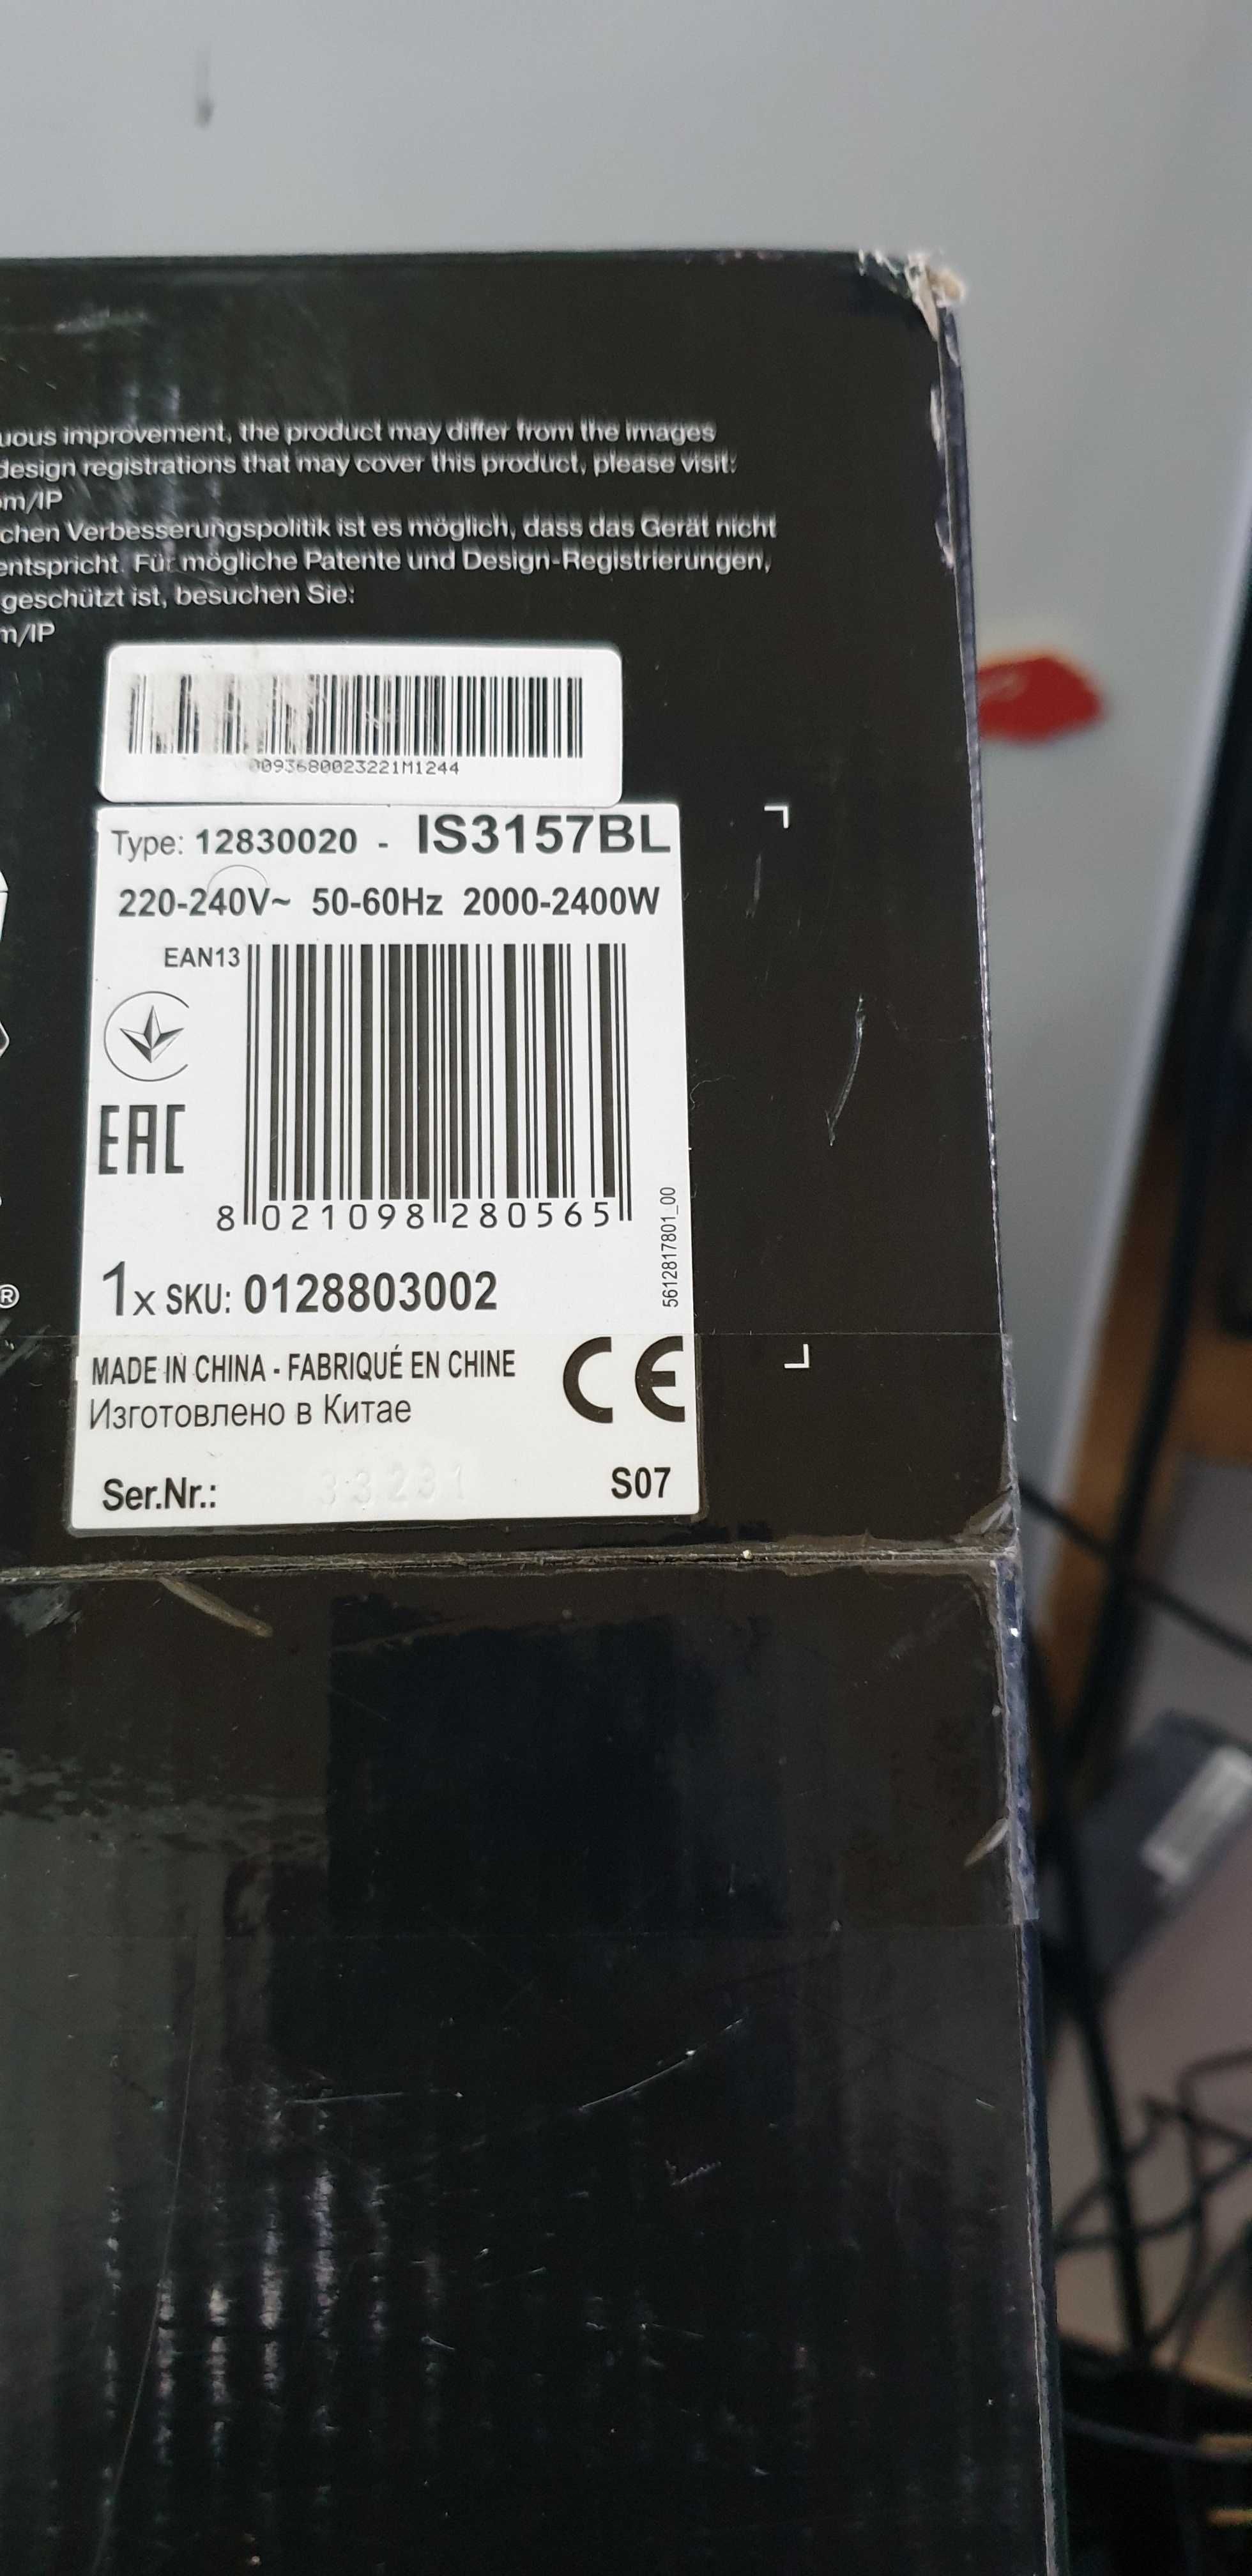 uous improvement, the product may differ from the images
design registrations that may cover this product, please visit:
om/IP
chen Verbesserungspolitik ist es möglich, dass das Gerät nicht
entspricht. Für mögliche Patente und Design-Registrierungen,
geschützt ist, besuchen Sie:
m/IP
0093680023221M1244
Type: 12830020 - IS3157BL
220-240V~ 50-60Hz 2000-2400W
EAN13
EAC
8 021098 280565
5612817801_00
1x SKU: 0128803002
®
MADE IN CHINA - FABRIQUÉ EN CHINE
CE
Изготовлено в Китае
Ser.Nr.: 33231 S07